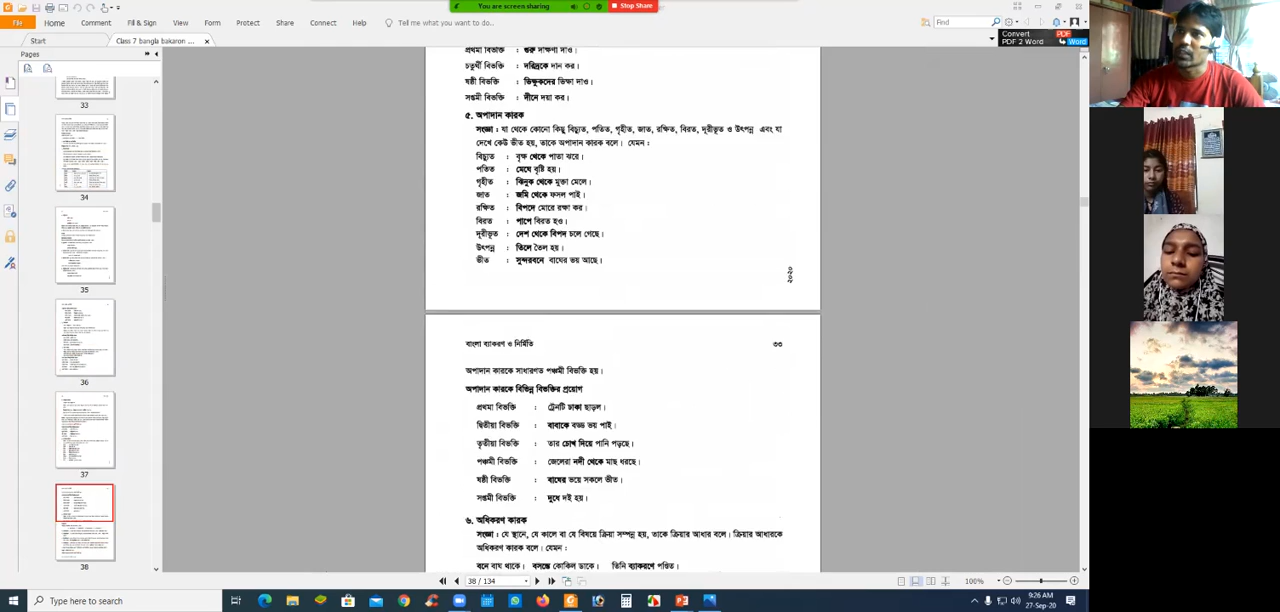 You are screen sharing
Stop Share
File
Home
Comment
Fill & Sign
View
Form
Protect
Share
Connect
Help
Tell me what you want to do..
Find
Start
Class 7 bangla bakaron ...
Convert PDF
PDF 2 Word Word
Pages
33
34
35
36
37
38
প্রথমা বিভক্তি : গুরু দক্ষিণা দাও।
চতুর্থী বিভক্তি : দরিদ্রকে দান কর।
ষষ্ঠী বিভক্তি : ভিক্ষুকদের ভিক্ষা দাও।
সপ্তমী বিভক্তি : দীনে দয়া কর।
৫. অপাদান কারক
সংজ্ঞা : যা থেকে কোনো কিছু বিচ্যুত, পতিত, গৃহীত, জাত, রক্ষিত, বিরত, দূরীভূত ও উৎপন্ন এবং যা
দেখে কেউ ভীত হয়, তাকে অপাদান কারক বলে। যেমন :
বিচ্যুত : বৃক্ষ থেকে পাতা ঝরে।
পতিত : মেঘে বৃষ্টি হয়।
গৃহীত : ঝিনুক থেকে মুক্তা মেলে।
জাত : জমি থেকে ফসল পাই।
রক্ষিত : বিপদে মোরে রক্ষা কর।
বিরত : পাপে বিরত হও।
দূরীভূত : দেশ থেকে বিপদ চলে গেছে।
উৎপন্ন : তিলে তৈল হয়।
ভীত : সুন্দরবনে বাঘের ভয় আছে।
২০২০
বাংলা ব্যাকরণ ও নির্মিতি ৩৩
অপাদান কারকে সাধারণত পঞ্চমী বিভক্তি হয়।
অপাদান কারকে বিভিন্ন বিভক্তির প্রয়োগ
প্রথমা বিভক্তি : ট্রেনটি ঢাকা ছাড়ল।
দ্বিতীয়া বিভক্তি : বাবাকে বড্ড ভয় পাই।
তৃতীয়া বিভক্তি : তার চোখ দিয়ে পানি পড়ছে।
পঞ্চমী বিভক্তি : জেলেরা নদী থেকে মাছ ধরছে।
ষষ্ঠী বিভক্তি : বাঘের ভয়ে সকলে ভীত।
সপ্তমী বিভক্তি : দুধে দই হয়।
৬. অধিকরণ কারক
সংজ্ঞা : যে স্থানে, যে কালে বা যে বিষয়ে ক্রিয়া সম্পন্ন হয়, তাকে ক্রিয়ার আধার বলে। ক্রিয়ার আধারকে
অধিকরণ কারক বলে। যেমন :
বনে বাঘ থাকে। বসন্তে কোকিল ডাকে। তিনি ব্যাকরণে পণ্ডিত।
38 / 134
100%
Type here to search
9:26 AM
27-Sep-20